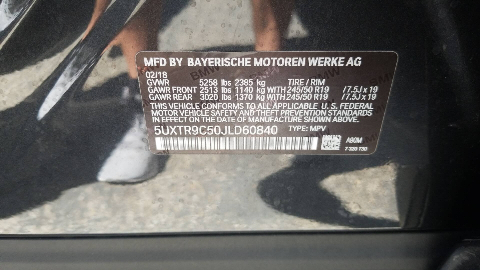 MFD BY BAYERISCHE MOTOREN WERKE AG
02/18
GVWR 5258 lbs 2385 kg TIRE / RIM
GAWR FRONT 2513 lbs 1140 kg WITH 245/50 R19 /7.5J x 19
GAWR REAR 3020 lbs 1370 kg WITH 245/50 R19 /7.5J x 19
THIS VEHICLE CONFORMS TO ALL APPLICABLE U.S. FEDERAL
MOTOR VEHICLE SAFETY AND THEFT PREVENTION STANDARDS
IN EFFECT ON THE DATE OF MANUFACTURE SHOWN ABOVE.
5UXTR9C50JLD60840 TYPE: MPV